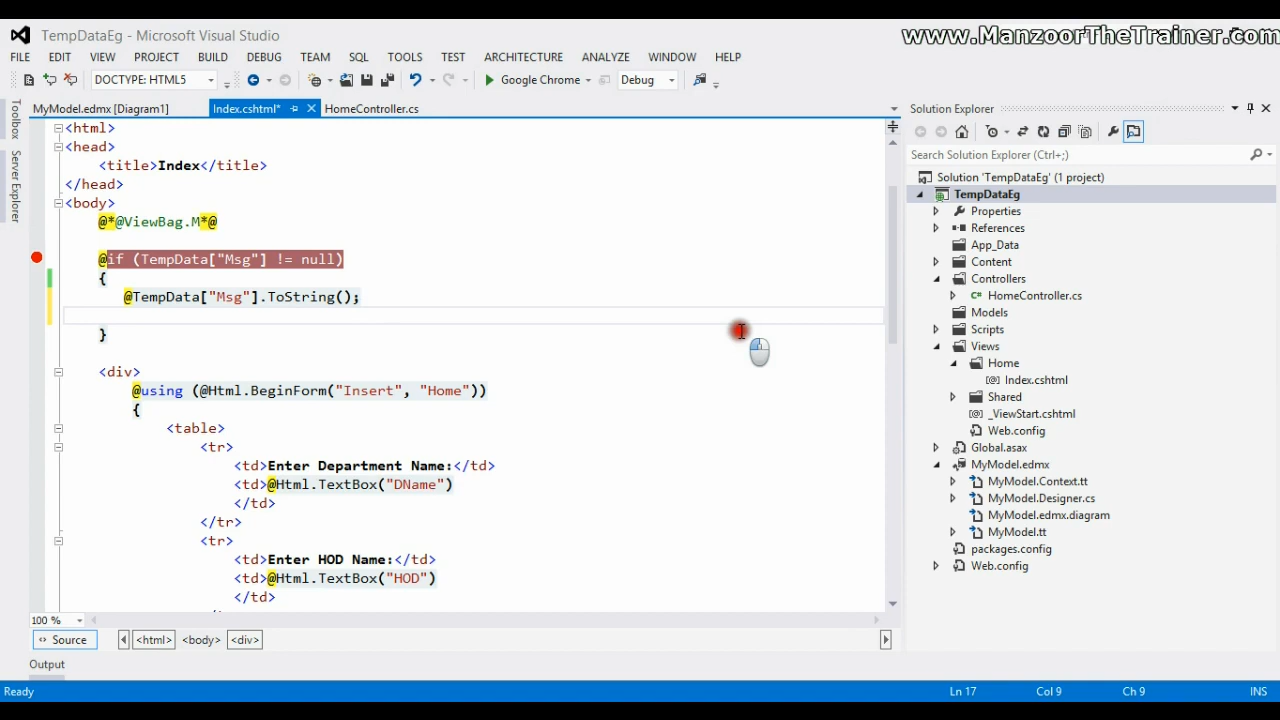 TempDataEg - Microsoft Visual Studio
www.ManzoorTheTrainer.com
FILE EDIT VIEW PROJECT BUILD DEBUG TEAM SQL TOOLS TEST ARCHITECTURE ANALYZE WINDOW HELP
DOCTYPE: HTML5 Google Chrome Debug
Toolbox
Server Explorer
MyModel.edmx [Diagram1] Index.cshtml* HomeController.cs
<html>
<head>
<title>Index</title>
</head>
<body>
@*@ViewBag.M*@
@if (TempData["Msg"] != null)
{
@TempData["Msg"].ToString();
}
<div>
@using (@Html.BeginForm("Insert", "Home"))
{
<table>
<tr>
<td>Enter Department Name:</td>
<td>@Html.TextBox("DName")
</td>
</tr>
<tr>
<td>Enter HOD Name:</td>
<td>@Html.TextBox("HOD")
</td>
100 %
Source <html> <body> <div>
Output
Ready Ln 17 Col 9 Ch 9 INS
Solution Explorer
Search Solution Explorer (Ctrl+;)
Solution 'TempDataEg' (1 project)
TempDataEg
Properties
References
App_Data
Content
Controllers
HomeController.cs
Models
Scripts
Views
Home
Index.cshtml
Shared
_ViewStart.cshtml
Web.config
Global.asax
MyModel.edmx
MyModel.Context.tt
MyModel.Designer.cs
MyModel.edmx.diagram
MyModel.tt
packages.config
Web.config